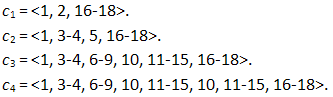 c₁ = <1, 2, 16-18>.
c₂ = <1, 3-4, 5, 16-18>.
c₃ = <1, 3-4, 6-9, 10, 11-15, 16-18>.
c₄ = <1, 3-4, 6-9, 10, 11-15, 10, 11-15, 16-18>.